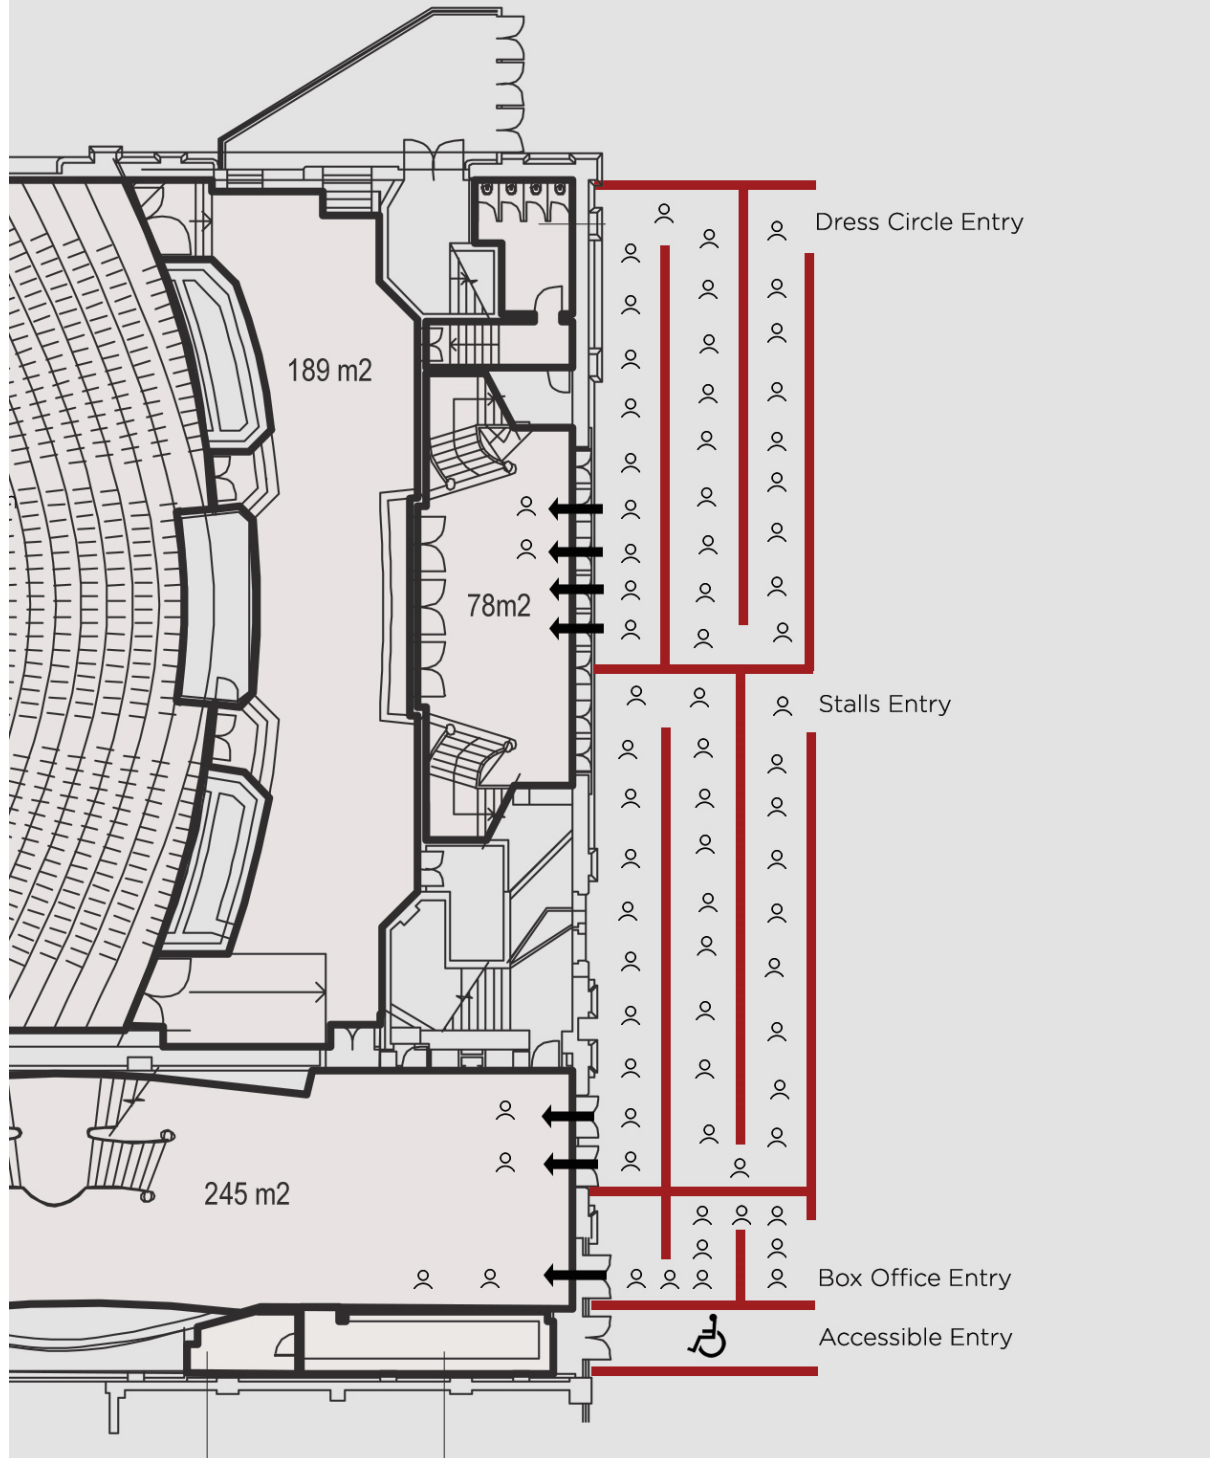 Dress Circle Entry
189 m2
78m2
Stalls Entry
245 m2
Box Office Entry
Accessible Entry